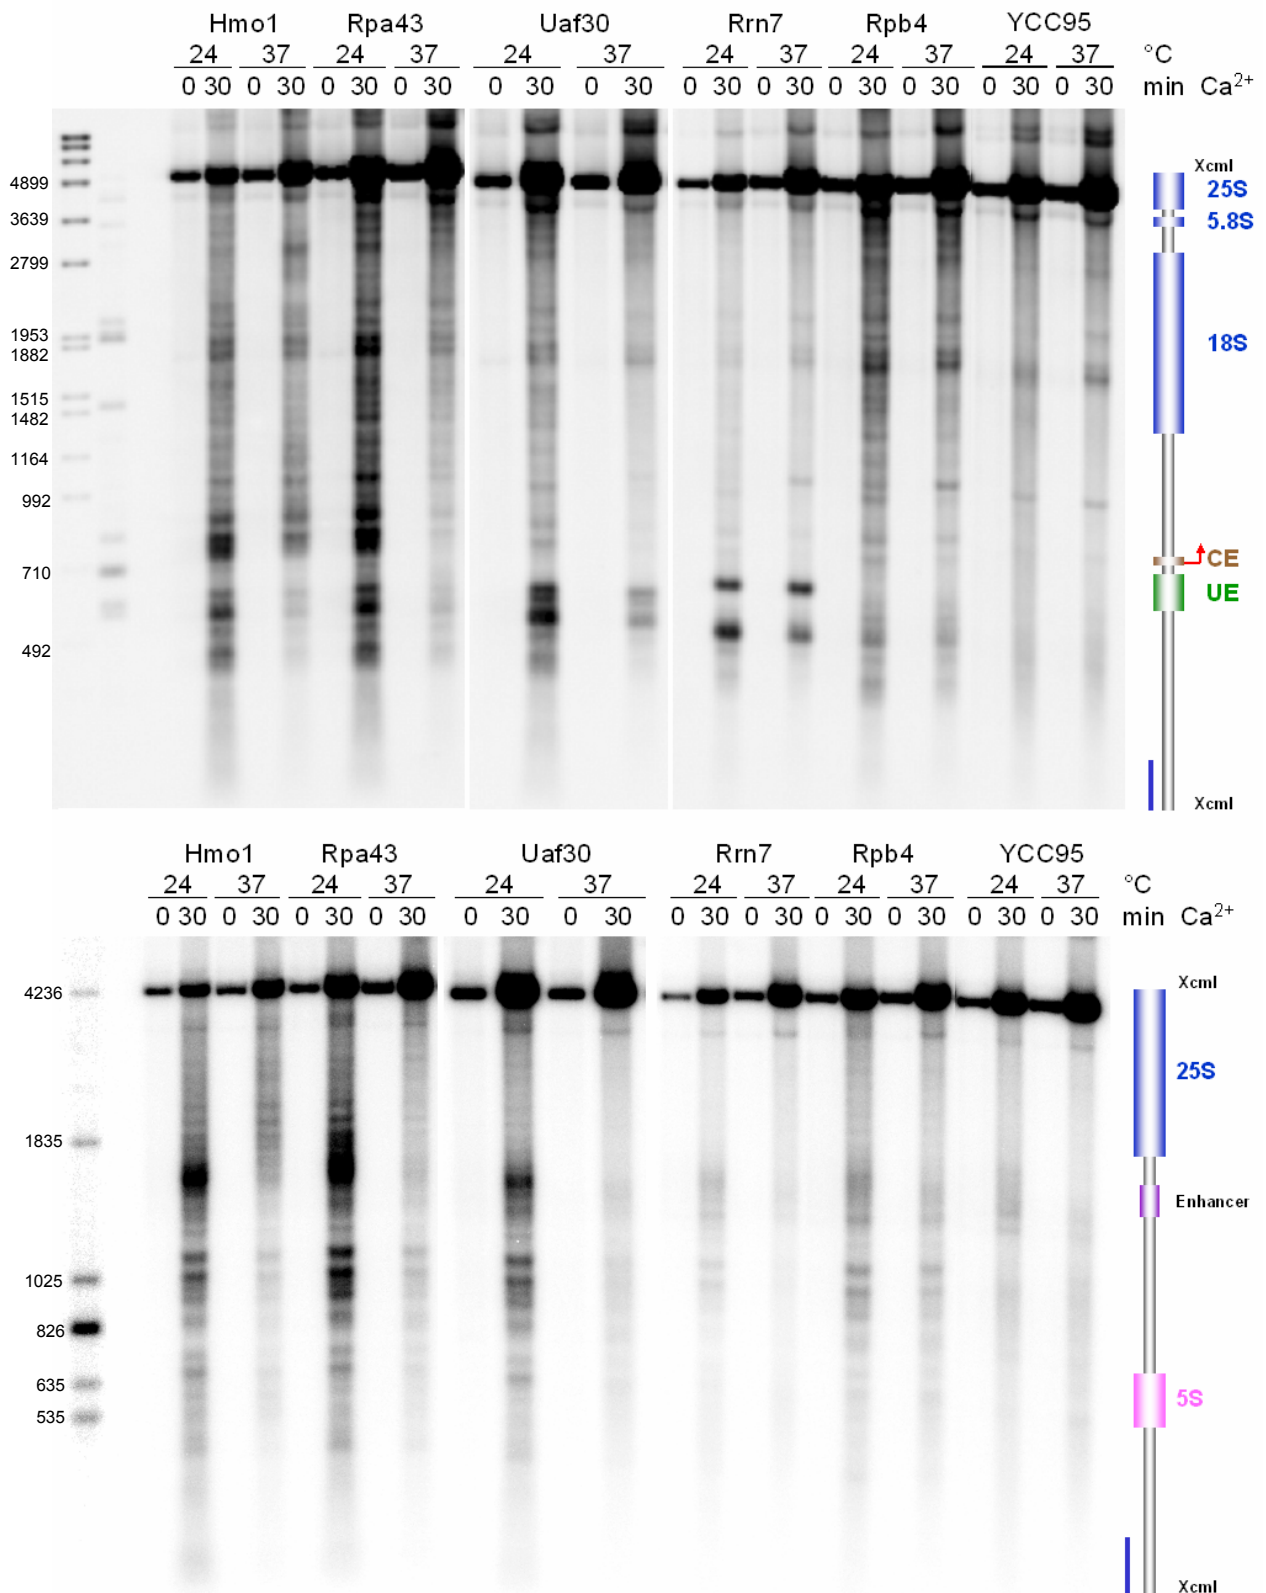 Hmo1 Rpa43 Uaf30 Rrn7 Rpb4 YCC95
24 37 24 37 24 37 24 37 24 37 24 37 °C
0 30 0 30 0 30 0 30 0 30 0 30 0 30 0 30 0 30 0 30 0 30 0 30 min Ca²⁺
XcmI
4899 25S
3639 5.8S
2799
1953
18S
1882
1515
1482
1164
992
CE
710
UE
492
XcmI
Hmo1 Rpa43 Uaf30 Rrn7 Rpb4 YCC95
24 37 24 37 24 37 24 37 24 37 24 37 °C
0 30 0 30 0 30 0 30 0 30 0 30 0 30 0 30 0 30 0 30 0 30 0 30 min Ca²⁺
XcmI
4236
25S
1835
Enhancer
1025
826
635
5S
535
XcmI